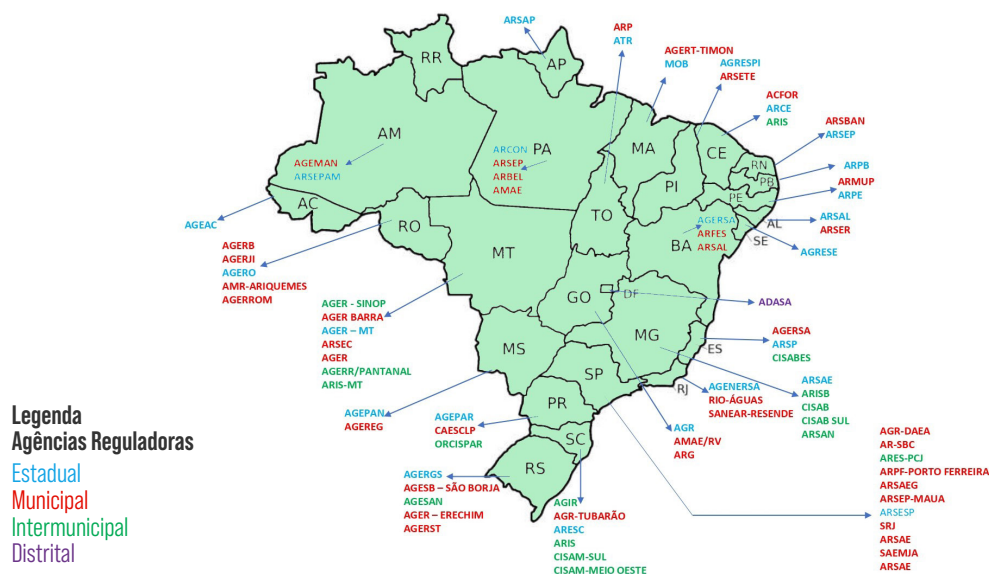 ARSAP
ARP
ATR
AGERT-TIMON
MOB
AGRESPI
ARSETE
ACFOR
ARCE
ARIS
ARSBAN
ARSEP
ARPB
ARMUP
ARPE
ARSAL
ARSER
AGRESE
RR
AP
AM
PA
MA
CE
RN
PB
PE
AL
SE
PI
AC
RO
TO
BA
MT
GO
DF
MG
ES
MS
SP
RJ
PR
SC
RS
AGEMAN
ARSEPAM
ARCON
ARSEP
ARBEL
AMAE
AGERSA
ARFES
ARSAL
AGEAC
AGERB
AGERJI
AGERO
AMR-ARIQUEMES
AGERROM
AGER - SINOP
AGER BARRA
AGER – MT
ARSEC
AGER
AGERR/PANTANAL
ARIS-MT
ADASA
AGERSA
ARSP
CISABES
AGENERSA
RIO-ÁGUAS
SANEAR-RESENDE
ARSAE
ARISB
CISAB
CISAB SUL
ARSAN
AGEPAN
AGEREG
AGEPAR
CAESCLP
ORCISPAR
AGR
AMAE/RV
ARG
AGERGS
AGESB – SÃO BORJA
AGESAN
AGER – ERECHIM
AGERST
AGIR
AGR-TUBARÃO
ARESC
ARIS
CISAM-SUL
CISAM-MEIO OESTE
AGR-DAEA
AR-SBC
ARES-PCJ
ARPF-PORTO FERREIRA
ARSAEG
ARSEP-MAUA
ARSESP
SRJ
ARSAE
SAEMJA
ARSAE
Legenda
Agências Reguladoras
Estadual
Municipal
Intermunicipal
Distrital